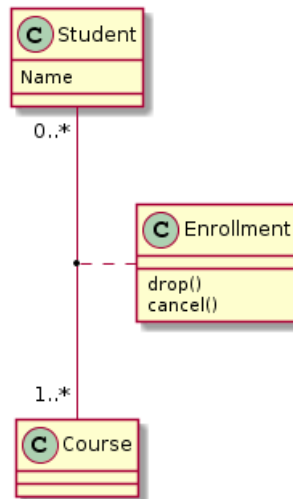 C Student
Name
0..*
C Enrollment
drop()
cancel()
1..*
C Course